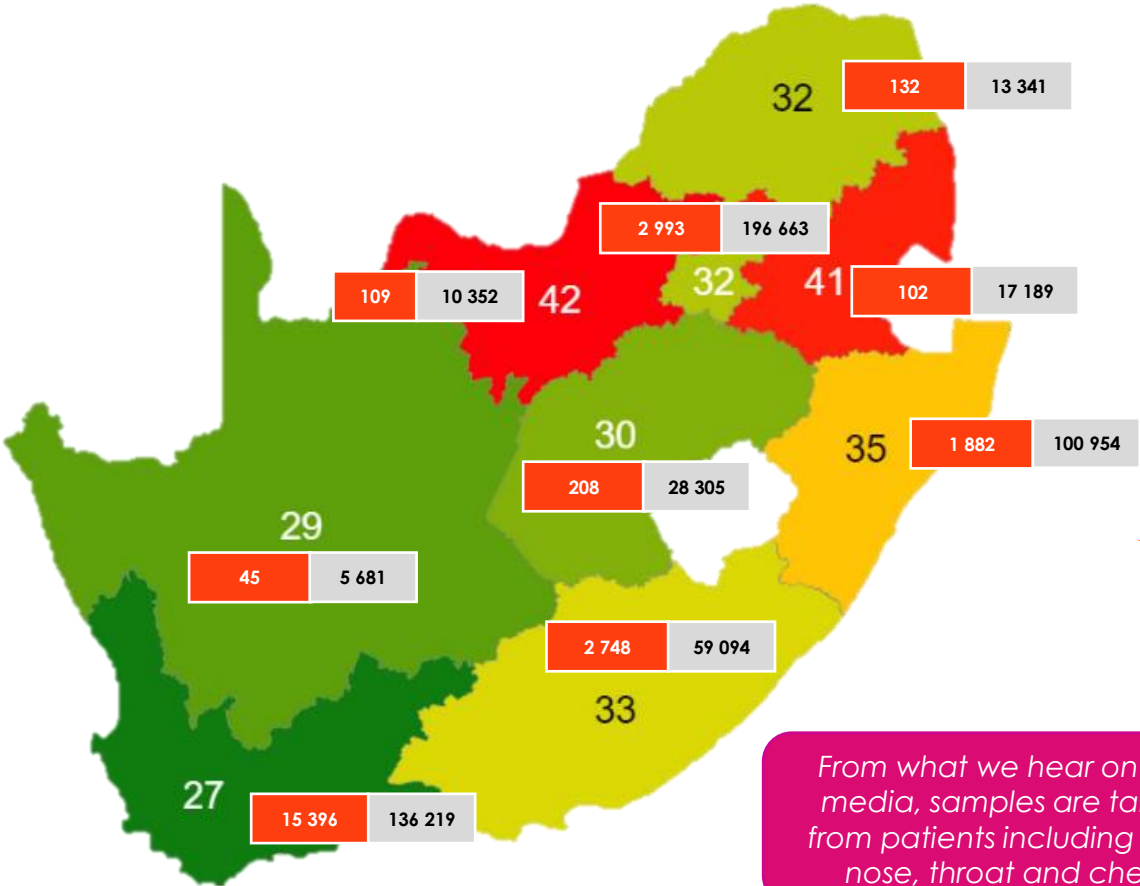 32
132 13 341
2 993 196 663
32
41
102 17 189
109 10 352
42
30
35
1 882 100 954
208 28 305
29
45 5 681
2 748 59 094
33
27
15 396 136 219
From what we hear on
media, samples are
from patients including
nose, throat and